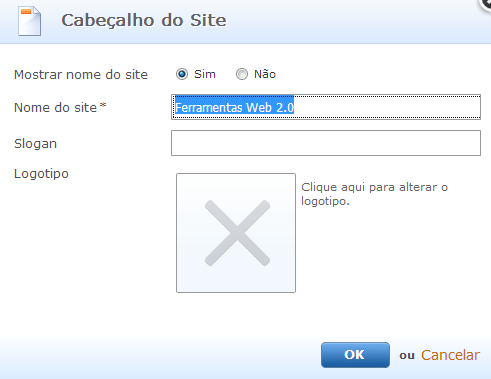 Cabeçalho do Site
Mostrar nome do site Sim Não
Nome do site * Ferramentas Web 2.0
Slogan
Logotipo
Clique aqui para alterar o
logotipo.
OK ou Cancelar